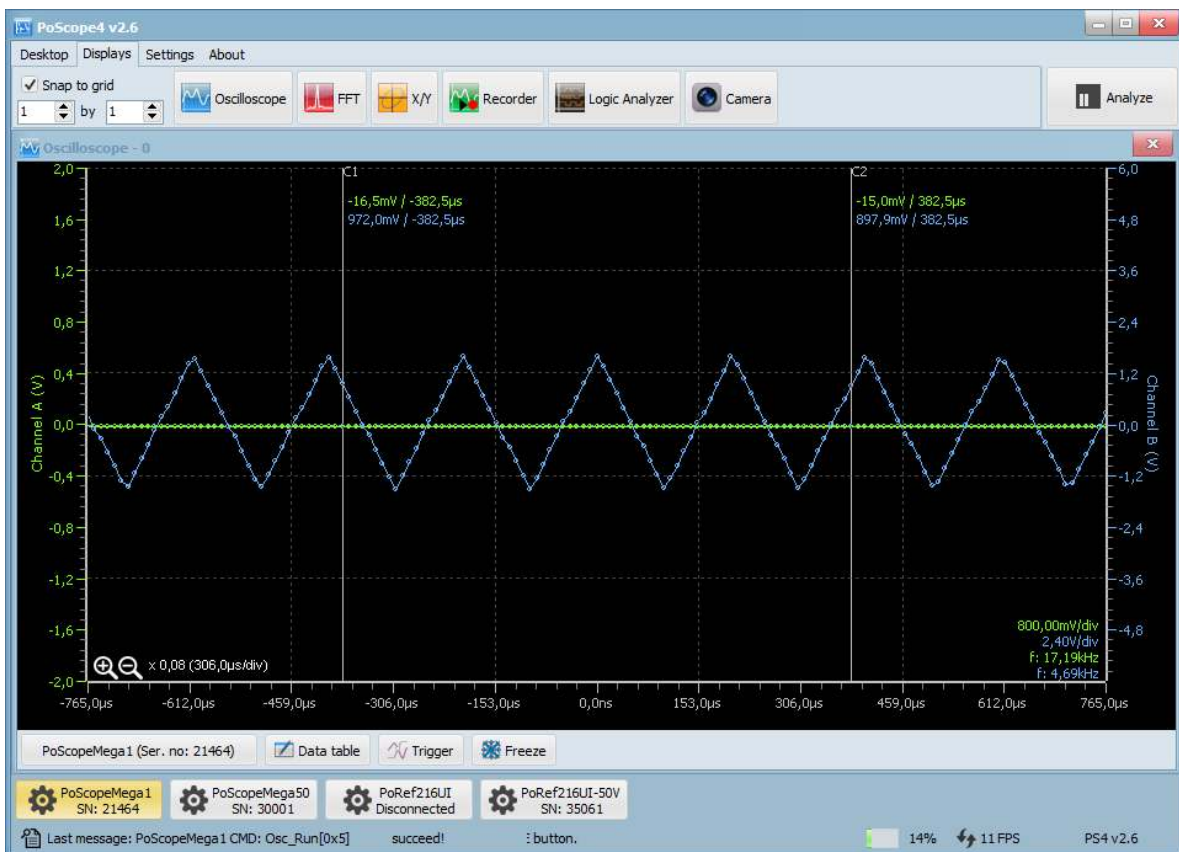 PoScope4 v2.6
Desktop Displays Settings About
Snap to grid
1 by 1
Oscilloscope FFT X/Y Recorder Logic Analyzer Camera Analyze
Oscilloscope - 0
2,0 C1 C2 6,0
-16,5mV / -382,5µs -15,0mV / 382,5µs
972,0mV / -382,5µs 897,9mV / 382,5µs
1,6 4,8
1,2 3,6
0,8 2,4
0,4 1,2
0,0 0,0
-0,4 -1,2
-0,8 -2,4
-1,2 -3,6
-1,6 -4,8
-2,0
Channel A (V)
Channel B (V)
800,00mV/div
2,40V/div
f: 17,19kHz
f: 4,69kHz
x 0,08 (306,0µs/div)
-765,0µs -612,0µs -459,0µs -306,0µs -153,0µs 0,0ns 153,0µs 306,0µs 459,0µs 612,0µs 765,0µs
PoScopeMega1 (Ser. no: 21464) Data table Trigger Freeze
PoScopeMega1 PoScopeMega50 PoRef216UI PoRef216UI-50V
SN: 21464 SN: 30001 Disconnected SN: 35061
Last message: PoScopeMega1 CMD: Osc_Run[0x5] succeed! : button. 14% 11 FPS PS4 v2.6